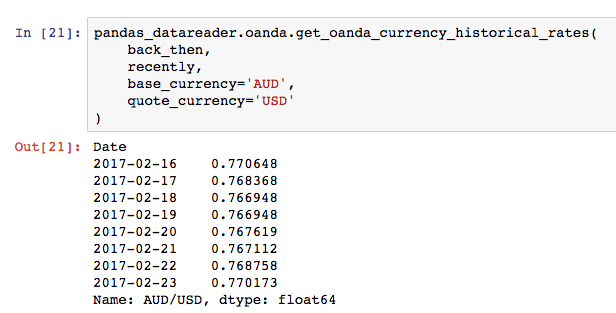 In [21]: pandas_datareader.oanda.get_oanda_currency_historical_rates(
    back_then,
    recently,
    base_currency='AUD',
    quote_currency='USD'
)
Out[21]: Date
2017-02-16    0.770648
2017-02-17    0.768368
2017-02-18    0.766948
2017-02-19    0.766948
2017-02-20    0.767619
2017-02-21    0.767112
2017-02-22    0.768758
2017-02-23    0.770173
Name: AUD/USD, dtype: float64